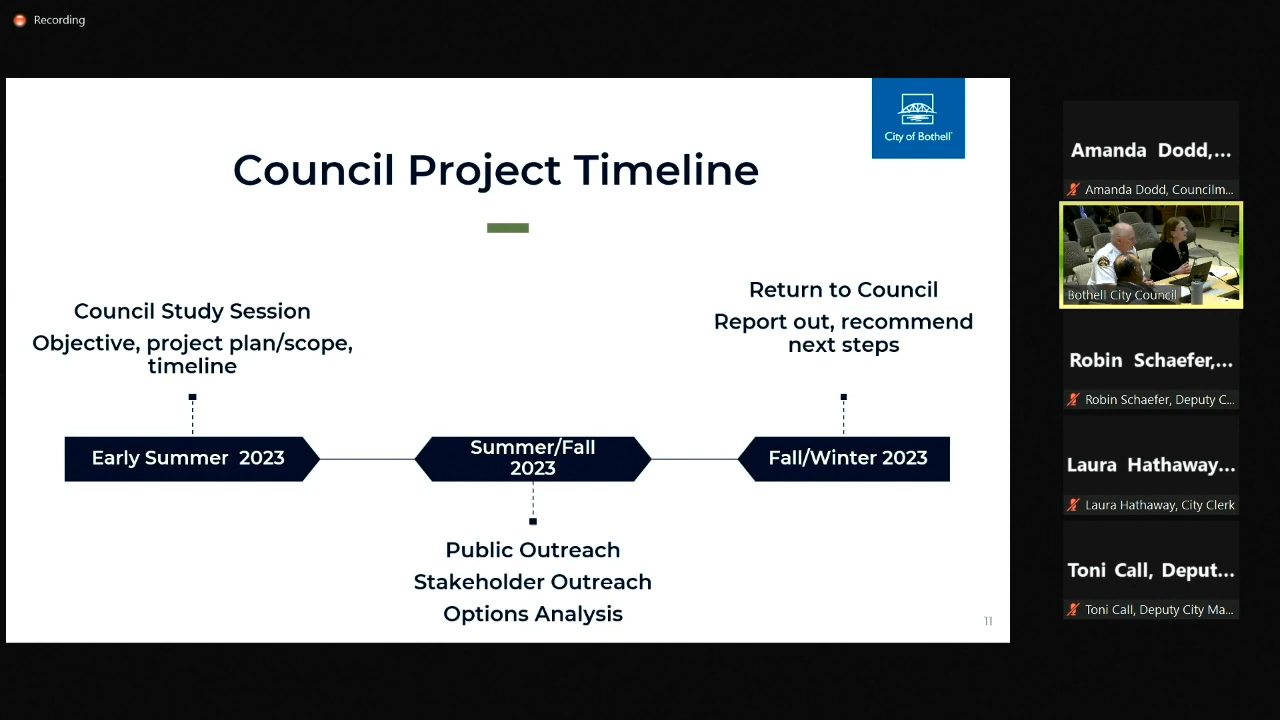 Recording
City of Bothell
Council Project Timeline
Council Study Session
Objective, project plan/scope,
timeline
Return to Council
Report out, recommend
next steps
Early Summer 2023
Summer/Fall
2023
Fall/Winter 2023
Public Outreach
Stakeholder Outreach
Options Analysis
11
Amanda Dodd,...
Amanda Dodd, Councilm...
Bothell City Council
Robin Schaefer,...
Robin Schaefer, Deputy C...
Laura Hathaway...
Laura Hathaway, City Clerk
Toni Call, Deput...
Toni Call, Deputy City Ma...